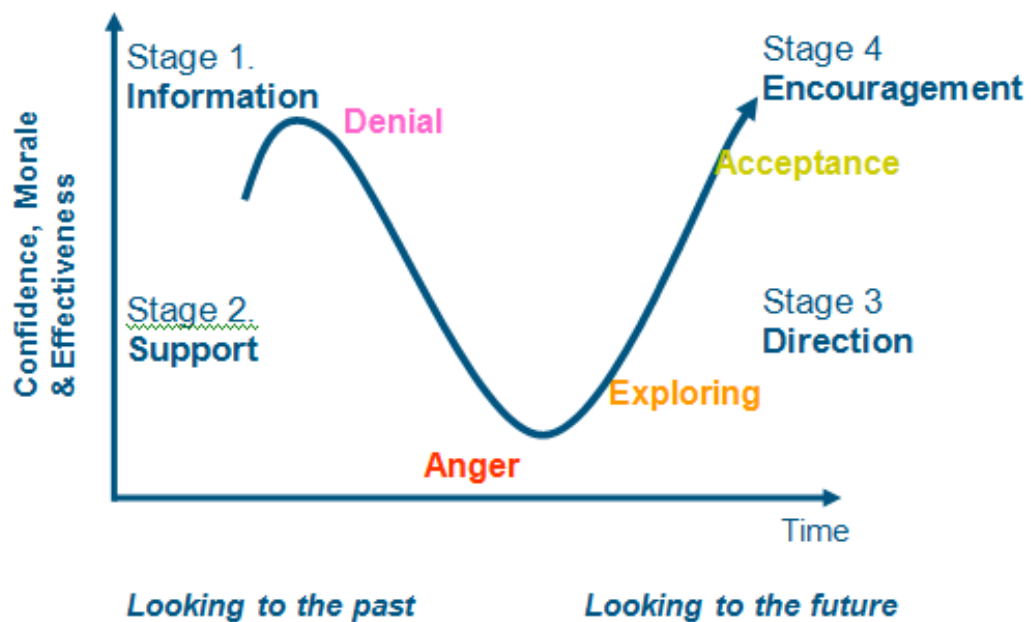 Stage 1.
Information
Denial
Stage 4
Encouragement
Acceptance
Confidence, Morale
& Effectiveness
Stage 2.
Support
Stage 3
Direction
Exploring
Anger
Time
Looking to the past
Looking to the future